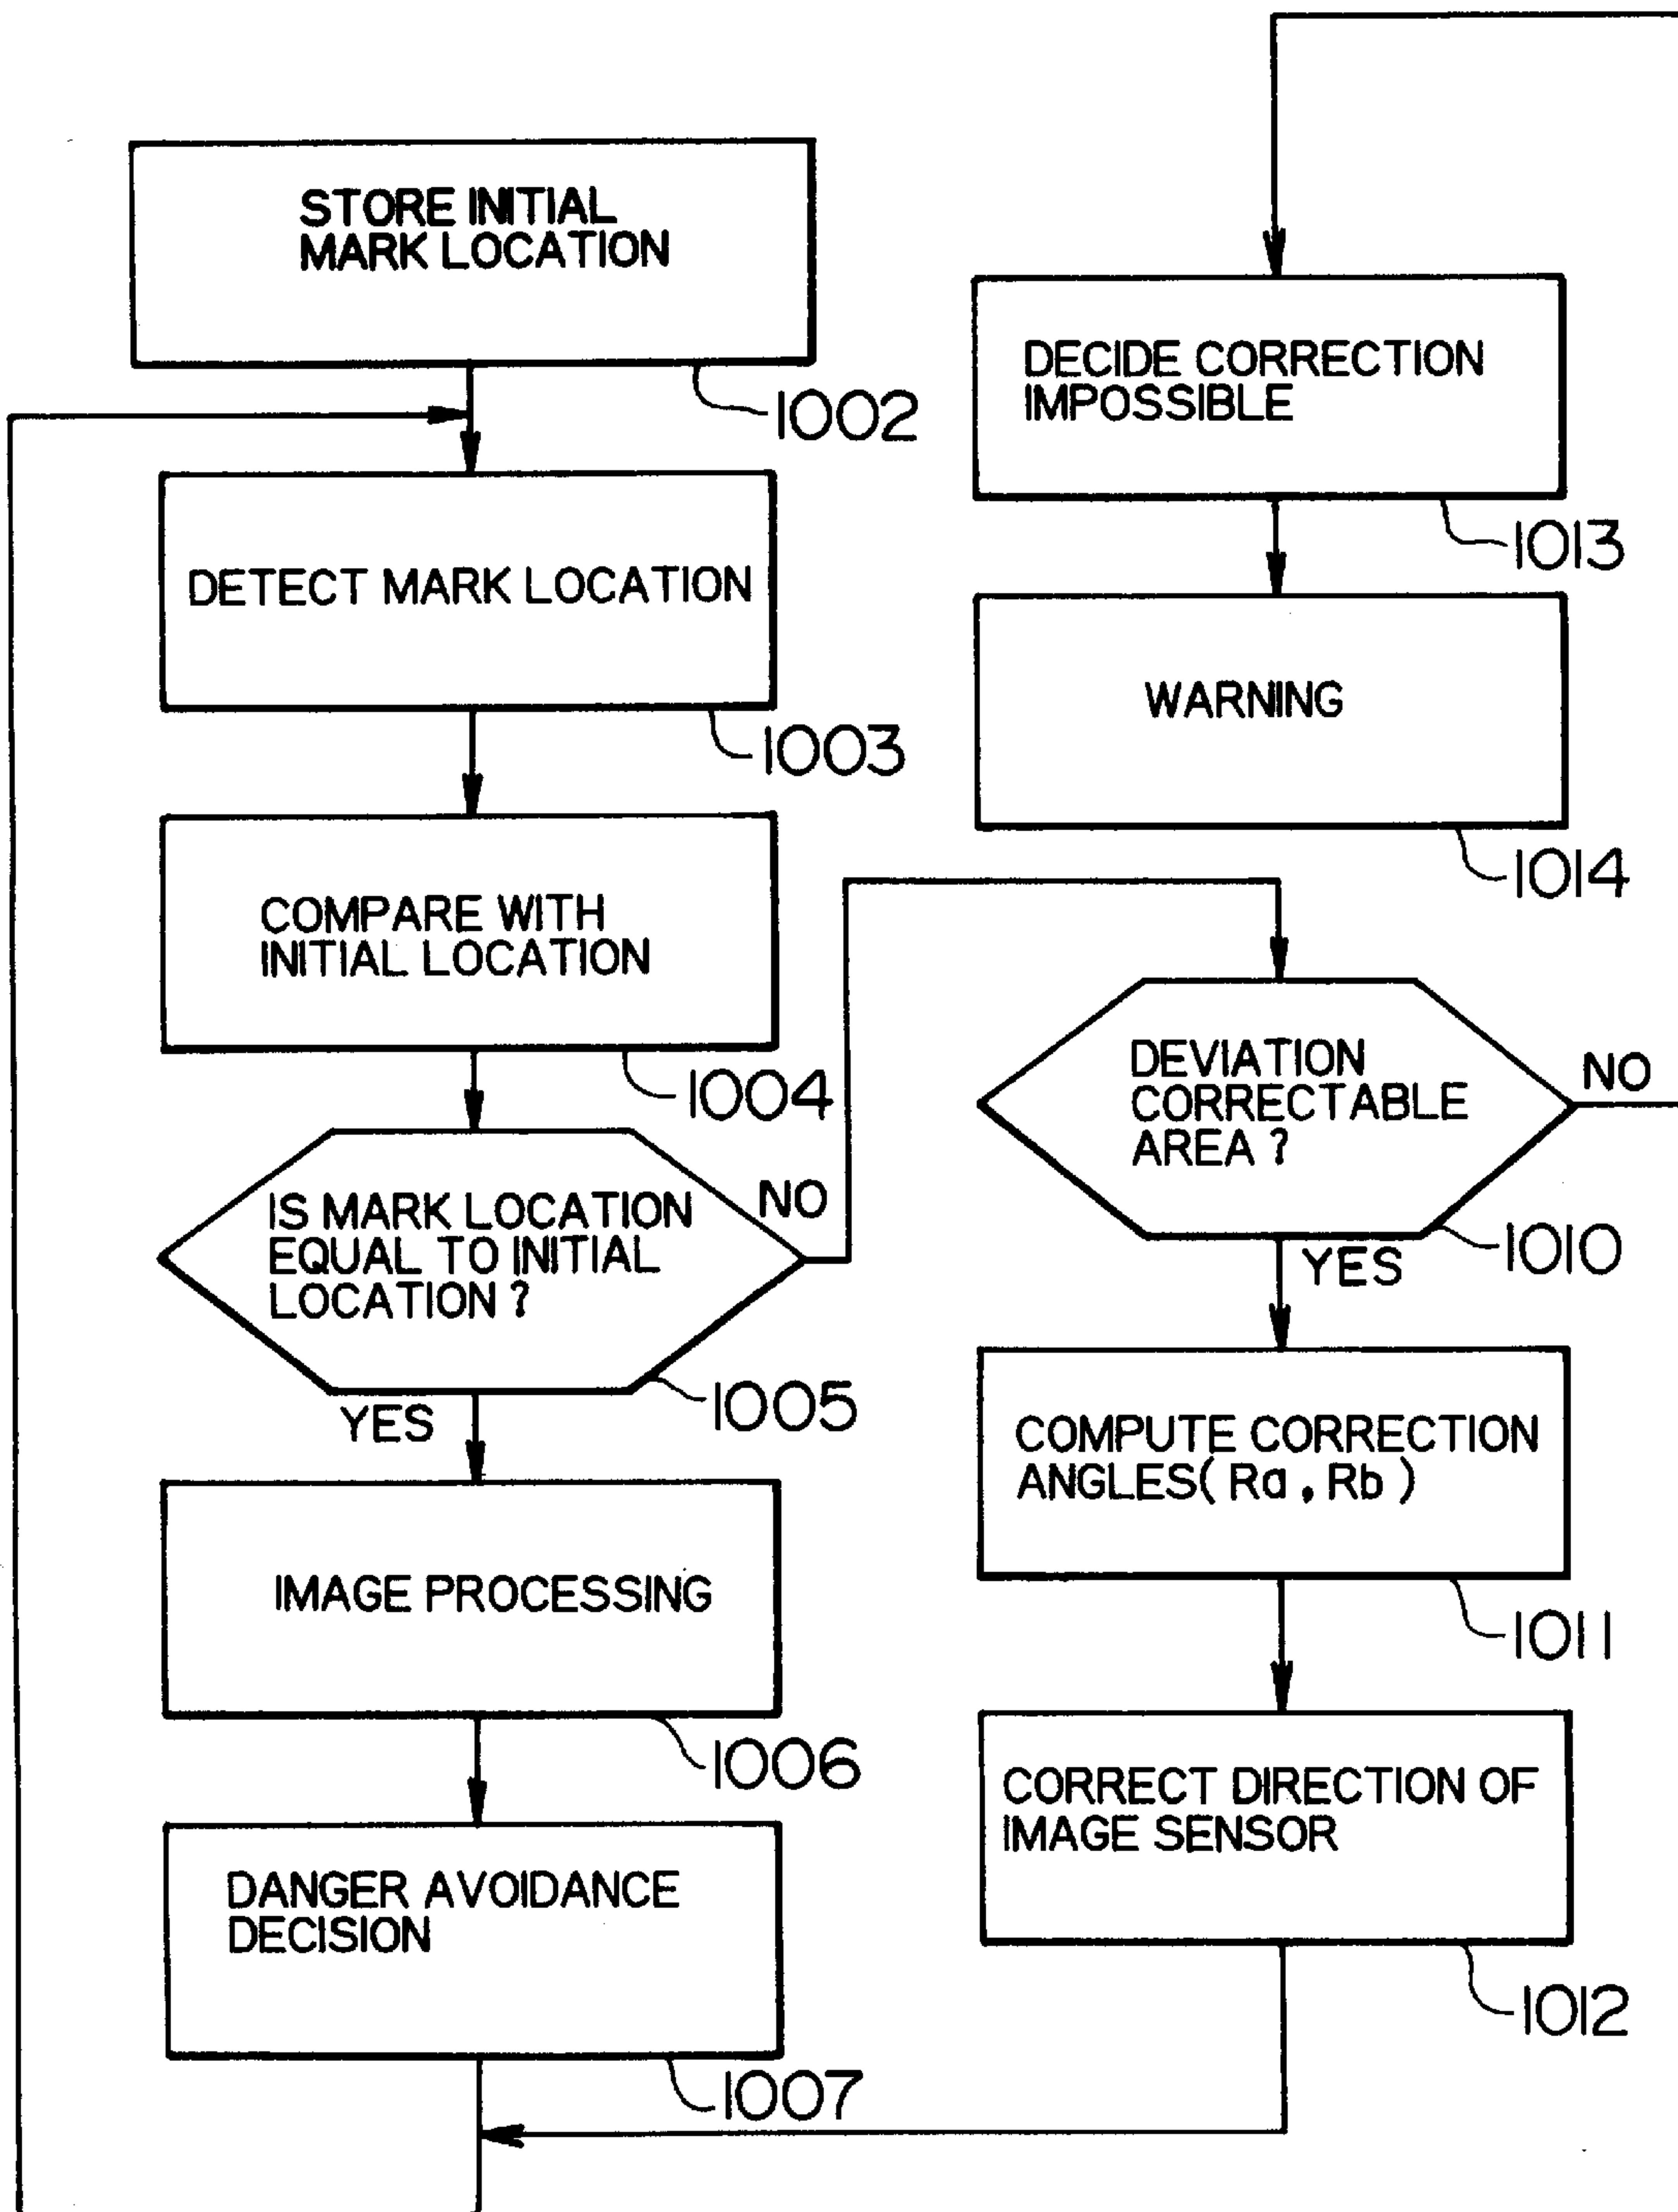 STORE INITIAL
MARK LOCATION
1002
DETECT MARK LOCATION
1003
COMPARE WITH
INITIAL LOCATION
1004
IS MARK LOCATION
EQUAL TO INITIAL
LOCATION ?
NO
1005
YES
IMAGE PROCESSING
1006
DANGER AVOIDANCE
DECISION
1007
DECIDE CORRECTION
IMPOSSIBLE
1013
WARNING
1014
DEVIATION
CORRECTABLE
AREA ?
NO
1010
YES
COMPUTE CORRECTION
ANGLES( Ra , Rb )
1011
CORRECT DIRECTION OF
IMAGE SENSOR
1012